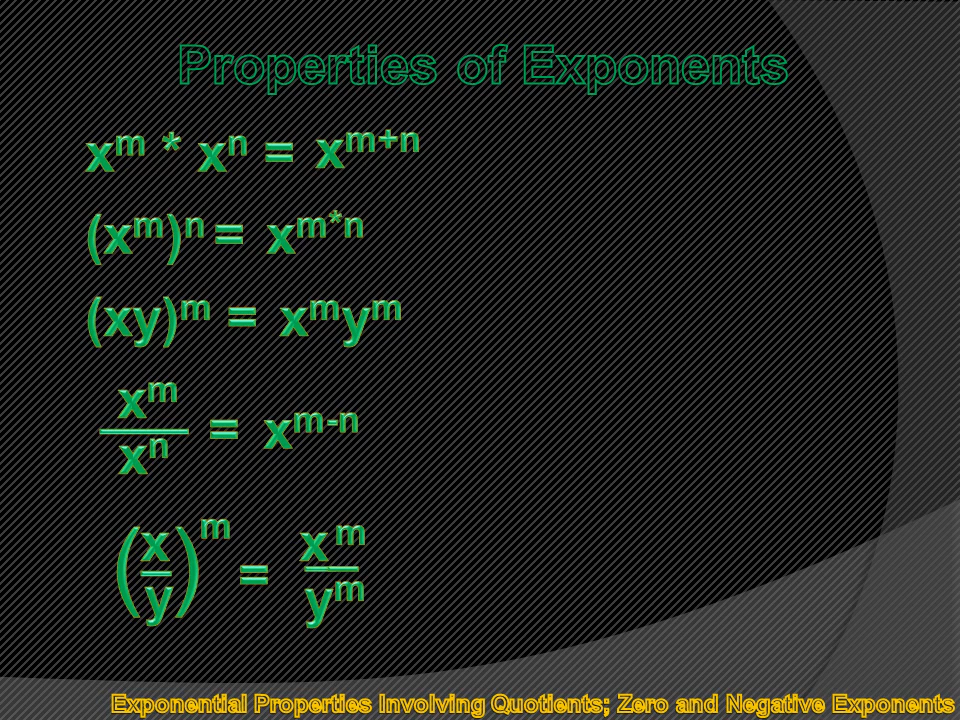 Properties of Exponents
xᵐ * xⁿ = xᵐ⁺ⁿ
(xᵐ)ⁿ = xᵐ*ⁿ
(xy)ᵐ = xᵐyᵐ
xᵐ/xⁿ = xᵐ⁻ⁿ
(x/y)ᵐ = xᵐ/yᵐ
Exponential Properties Involving Quotients; Zero and Negative Exponents